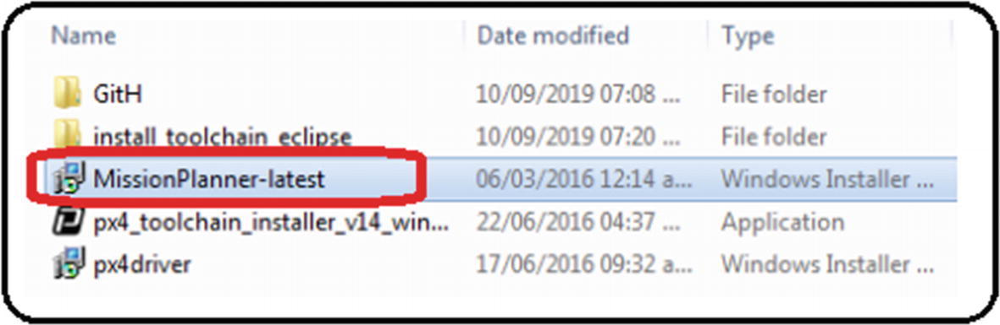 Name Date modified Type
GitH 10/09/2019 07:08 ... File folder
install_toolchain_eclipse 10/09/2019 07:20 ... File folder
MissionPlanner-latest 06/03/2016 12:14 a... Windows Installer ...
px4_toolchain_installer_v14_win... 22/06/2016 04:37 ... Application
px4driver 17/06/2016 09:32 a... Windows Installer ...